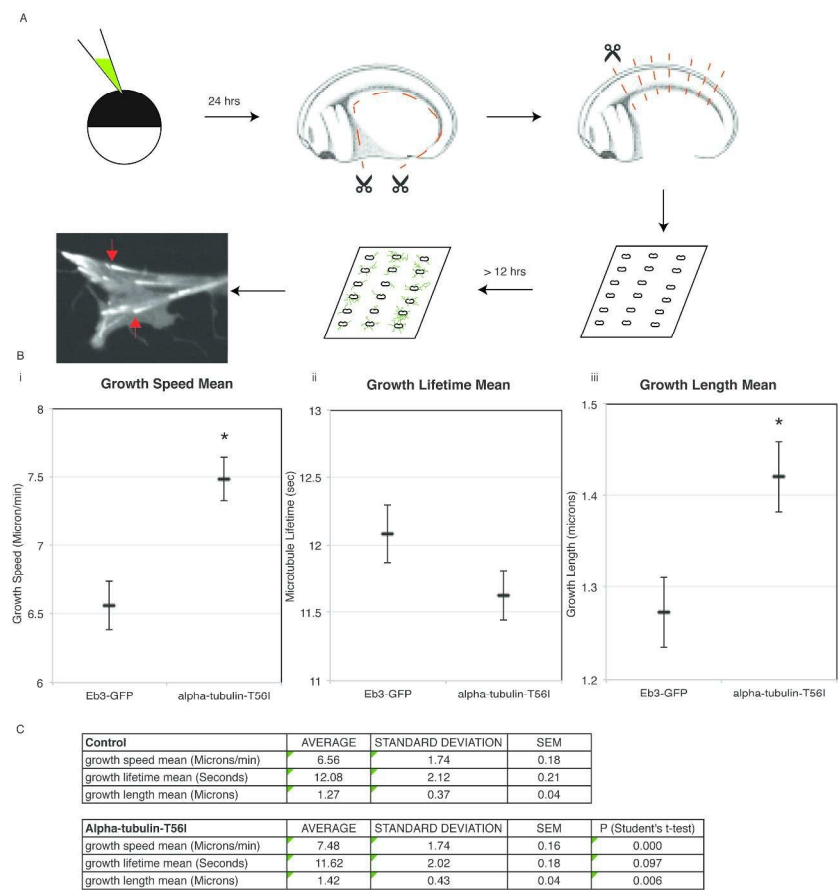 A
24 hrs
> 12 hrs
B
i
Growth Speed Mean
8
7.5
7
6.5
6
Growth Speed (Micron/min)
*
Eb3-GFP alpha-tubulin-T56I
ii
Growth Lifetime Mean
13
12.5
12
11.5
11
Microtubule Lifetime (sec)
Eb3-GFP alpha-tubulin-T56I
iii
Growth Length Mean
1.5
1.4
1.3
1.2
Growth Length (microns)
*
Eb3-GFP alpha-tubulin-T56I
C
Control AVERAGE STANDARD DEVIATION SEM
growth speed mean (Microns/min) 6.56 1.74 0.18
growth lifetime mean (Seconds) 12.08 2.12 0.21
growth length mean (Microns) 1.27 0.37 0.04
Alpha-tubulin-T56I AVERAGE STANDARD DEVIATION SEM P (Student's t-test)
growth speed mean (Microns/min) 7.48 1.74 0.16 0.000
growth lifetime mean (Seconds) 11.62 2.02 0.18 0.097
growth length mean (Microns) 1.42 0.43 0.04 0.006